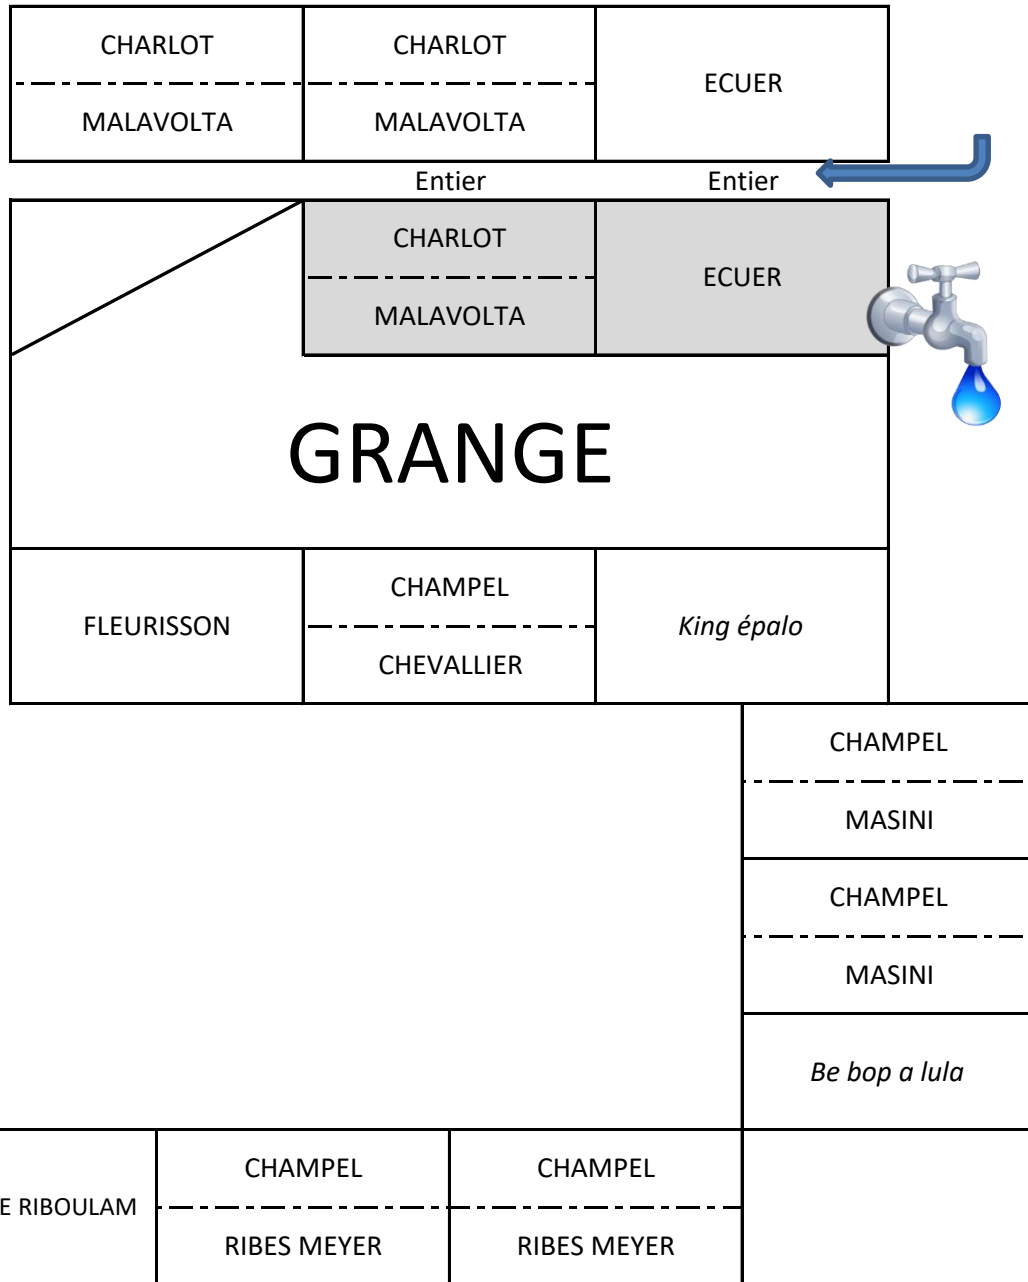 CHARLOT CHARLOT
ECUER
MALAVOLTA MALAVOLTA
Entier Entier
CHARLOT
ECUER
MALAVOLTA
GRANGE
CHAMPEL
FLEURISSON King épalo
CHEVALLIER
CHAMPEL
MASINI
CHAMPEL
MASINI
Be bop a lula
CHAMPEL CHAMPEL
E RIBOULAM
RIBES MEYER RIBES MEYER